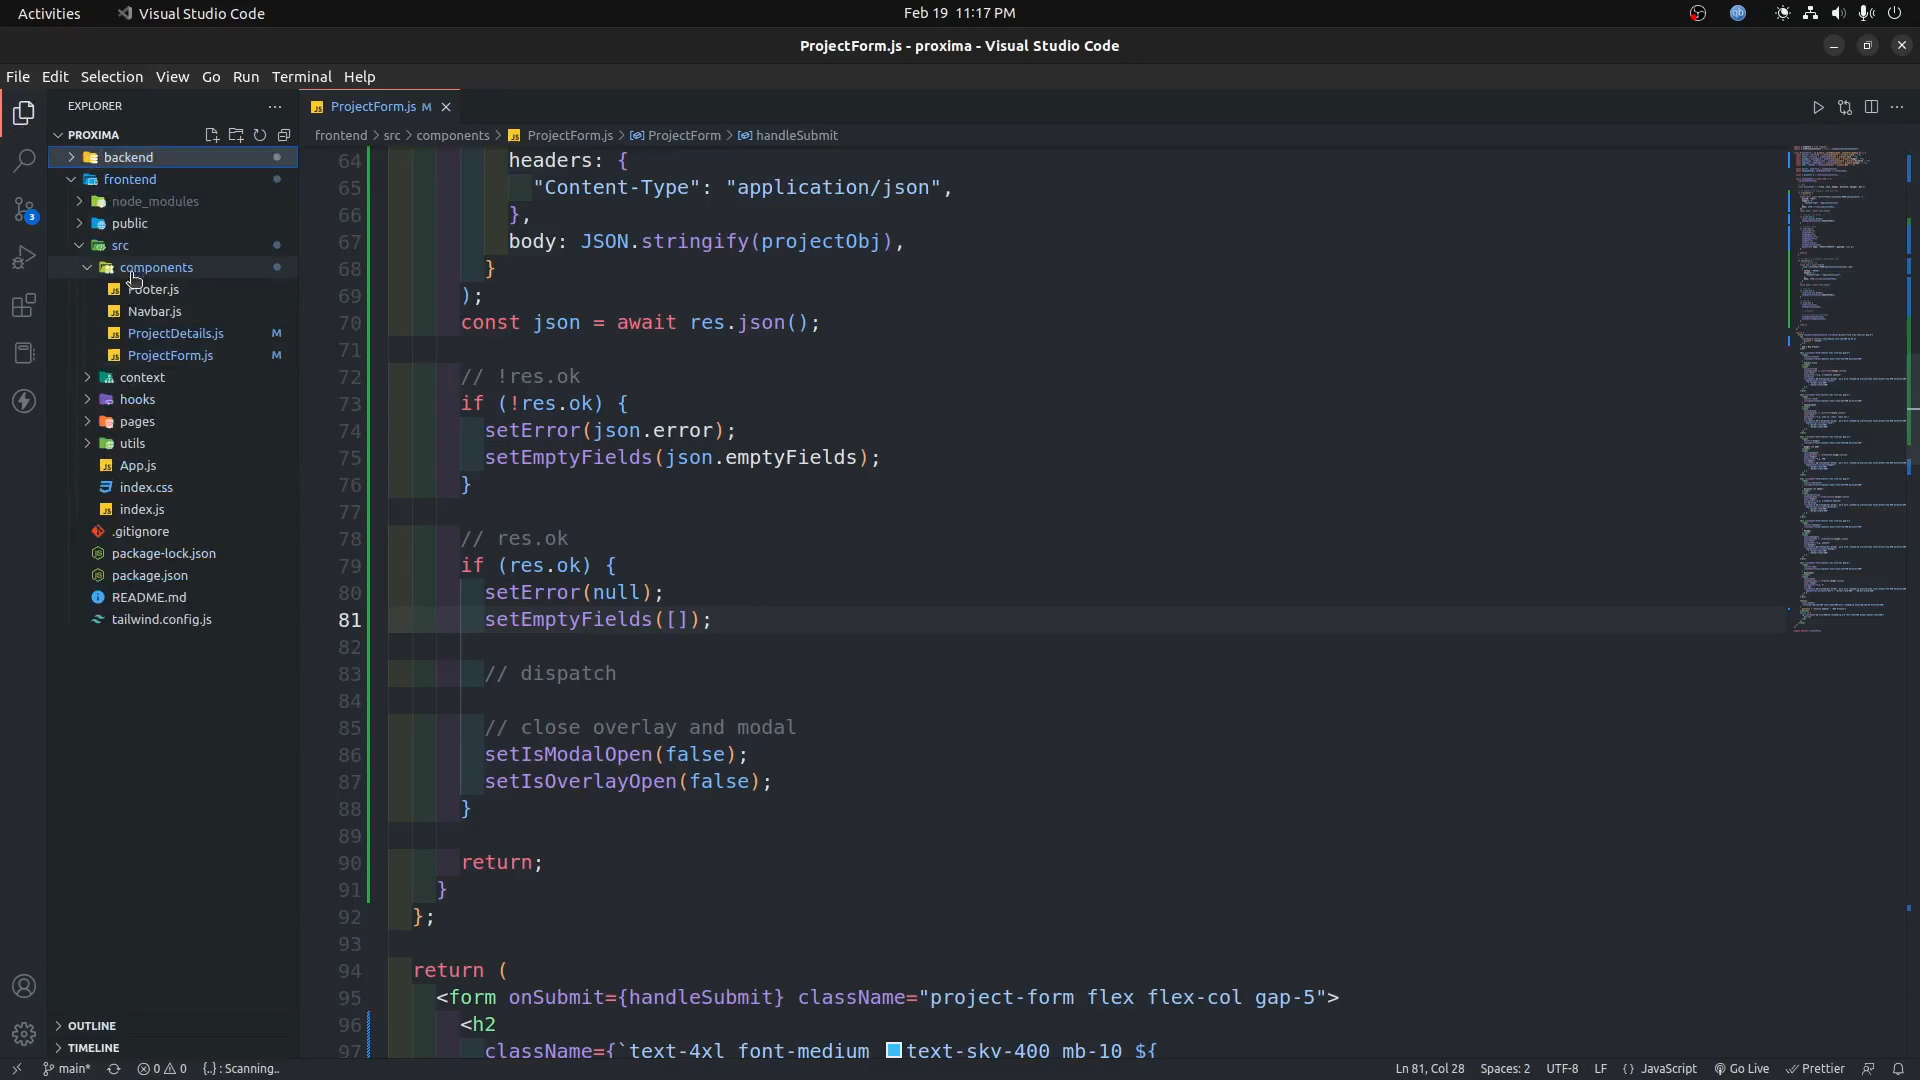 Activities Visual Studio Code Feb 19 11:17 PM
ProjectForm.js - proxima - Visual Studio Code
File Edit Selection View Go Run Terminal Help
EXPLORER
ProjectForm.js M
PROXIMA
frontend > src > components > JS ProjectForm.js > ProjectForm > handleSubmit
backend
frontend
node_modules
public
src
components
Footer.js
Navbar.js
ProjectDetails.js M
ProjectForm.js M
context
hooks
pages
utils
App.js
index.css
index.js
.gitignore
package-lock.json
package.json
README.md
tailwind.config.js
OUTLINE
TIMELINE
3
64 headers: {
65 "Content-Type": "application/json",
66 },
67 body: JSON.stringify(projectObj),
68 }
69 );
70 const json = await res.json();
71
72 // !res.ok
73 if (!res.ok) {
74 setError(json.error);
75 setEmptyFields(json.emptyFields);
76 }
77
78 // res.ok
79 if (res.ok) {
80 setError(null);
81 setEmptyFields([]);
82
83 // dispatch
84
85 // close overlay and modal
86 setIsModalOpen(false);
87 setIsOverlayOpen(false);
88 }
89
90 return;
91 }
92 };
93
94 return (
95 <form onSubmit={handleSubmit} className="project-form flex flex-col gap-5">
96 <h2
97 className={`text-4xl font-medium text-sky-400 mb-10 ${
main* 0 0 {..} : Scanning.. Ln 81, Col 28 Spaces: 2 UTF-8 LF {} JavaScript Go Live Prettier